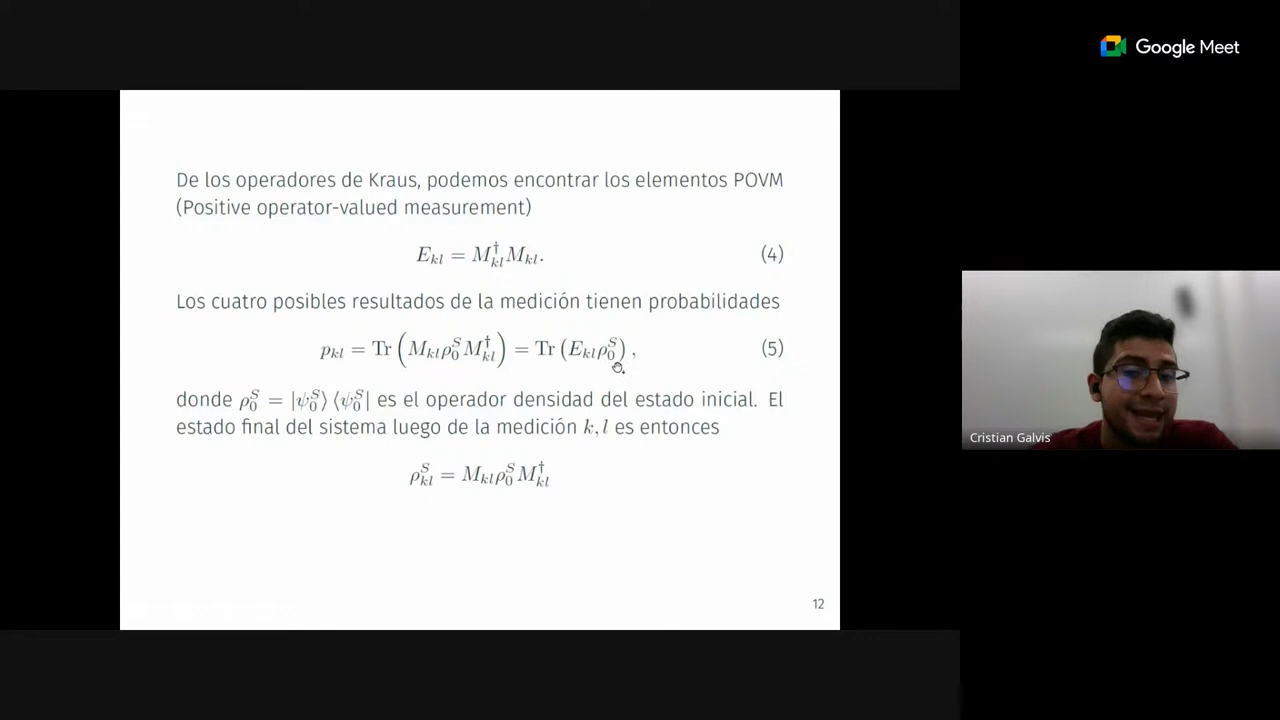 Google Meet
De los operadores de Kraus, podemos encontrar los elementos POVM
(Positive operator-valued measurement)
E_{kl} = M_{kl}^† M_{kl}. (4)
Los cuatro posibles resultados de la medición tienen probabilidades
p_{kl} = Tr (M_{kl} ρ_0^S M_{kl}^†) = Tr (E_{kl} ρ_0^S) , (5)
donde ρ_0^S = |ψ_0^S⟩ ⟨ψ_0^S| es el operador densidad del estado inicial. El
estado final del sistema luego de la medición k, l es entonces
ρ_{kl}^S = M_{kl} ρ_0^S M_{kl}^†
12
Cristian Galvis